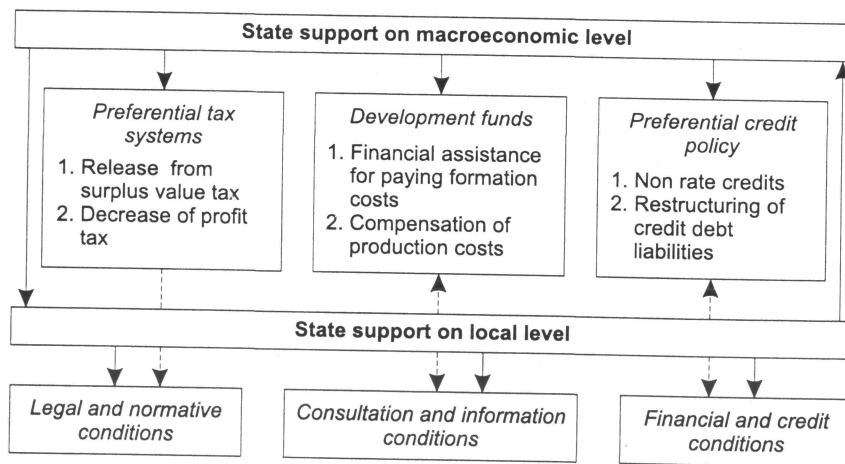 State support on macroeconomic level
Preferential tax
systems
1. Release from
surplus value tax
2. Decrease of profit
tax
Development funds
1. Financial assistance
for paying formation
costs
2. Compensation of
production costs
Preferential credit
policy
1. Non rate credits
2. Restructuring of
credit debt
liabilities
State support on local level
Legal and normative
conditions
Consultation and information
conditions
Financial and credit
conditions